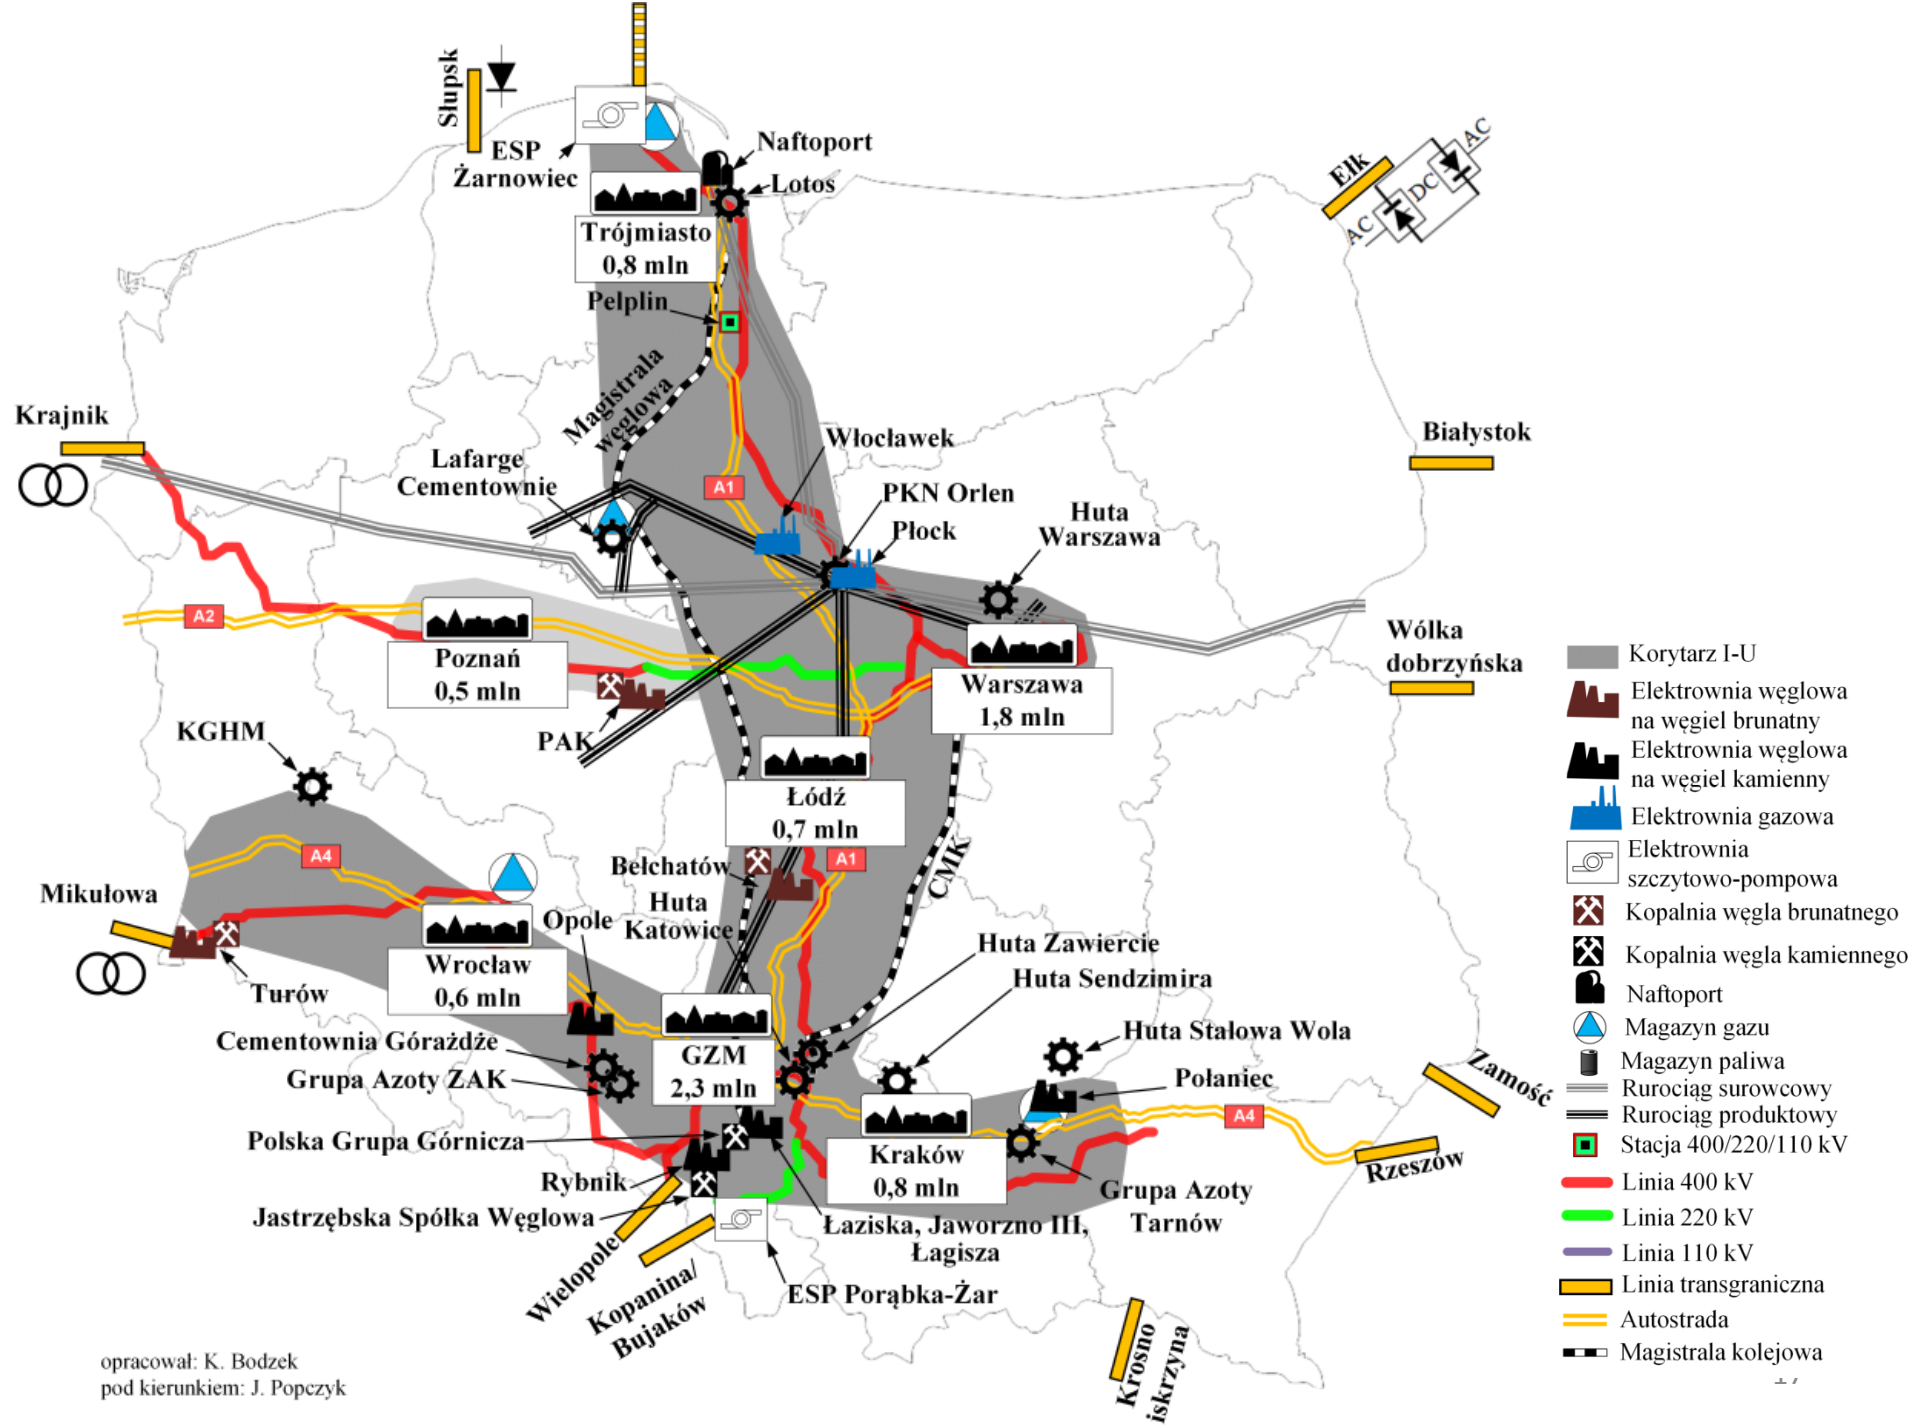 Słupsk
ESP
Żarnowiec
Naftoport
Lotos
Trójmiasto
0,8 mln
Pelplin
Magistrala
węglowa
Ełk
AC
DC
AC
Krajnik
Białystok
Lafarge
Cementownie
Włocławek
A1
PKN Orlen
Płock
Huta
Warszawa
A2
Poznań
0,5 mln
Warszawa
1,8 mln
Wólka
dobrzyńska
PAK
KGHM
Łódź
0,7 mln
A4
A1
CMK
Bełchatów
Huta
Katowice
Mikułowa
Turów
Wrocław
0,6 mln
Opole
Huta Zawiercie
Huta Sendzimira
Huta Stalowa Wola
Cementownia Górażdże
Grupa Azoty ZAK
GZM
2,3 mln
Połaniec
Zamość
A4
Polska Grupa Górnicza
Kraków
0,8 mln
Rzeszów
Rybnik
Jastrzębska Spółka Węglowa
Grupa Azoty
Tarnów
Łaziska, Jaworzno III,
Łagisza
Wielopole
Kopanina/
Bujaków
ESP Porąbka-Żar
Krosno
iskrzyna
Korytarz I-U
Elektrownia węglowa
na węgiel brunatny
Elektrownia węglowa
na węgiel kamienny
Elektrownia gazowa
Elektrownia
szczytowo-pompowa
Kopalnia węgla brunatnego
Kopalnia węgla kamiennego
Naftoport
Magazyn gazu
Magazyn paliwa
Rurociąg surowcowy
Rurociąg produktowy
Stacja 400/220/110 kV
Linia 400 kV
Linia 220 kV
Linia 110 kV
Linia transgraniczna
Autostrada
Magistrala kolejowa
opracował: K. Bodzek
pod kierunkiem: J. Popczyk